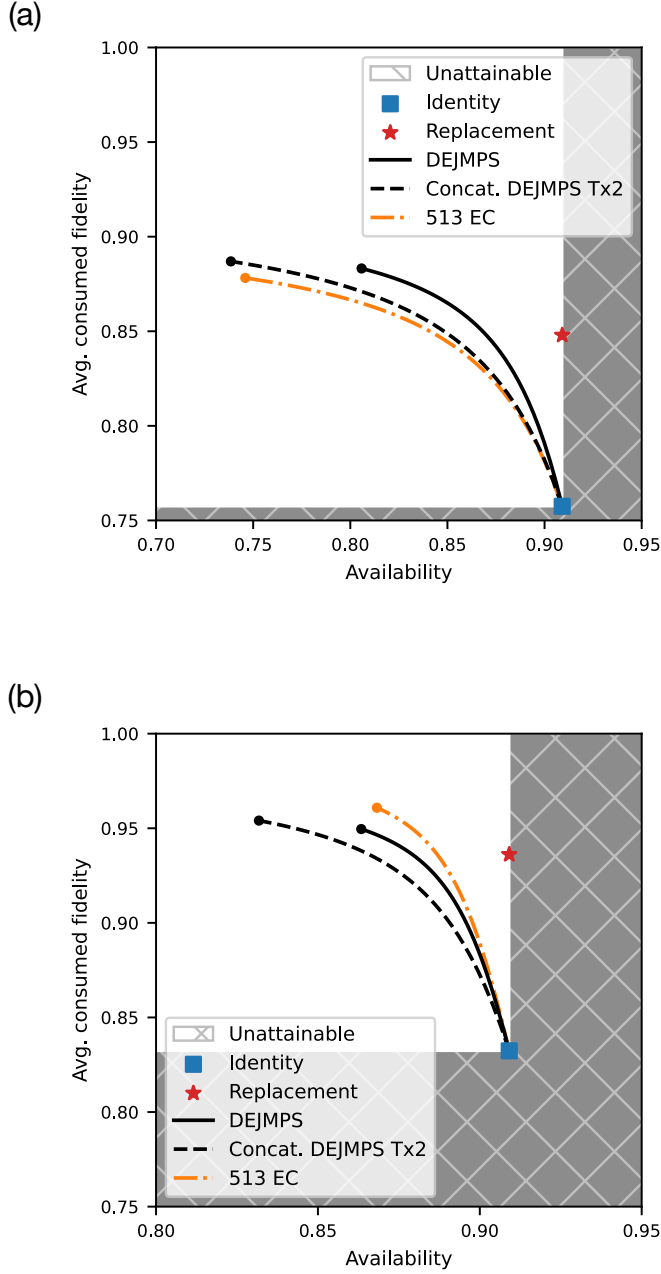 (a)
1.00
0.95
0.90
0.85
0.80
0.75
Avg. consumed fidelity
Unattainable
Identity
Replacement
DEJMPS
Concat. DEJMPS Tx2
513 EC
0.70
0.75
0.80
0.85
0.90
0.95
Availability
(b)
1.00
0.95
0.90
0.85
0.80
0.75
Avg. consumed fidelity
Unattainable
Identity
Replacement
DEJMPS
Concat. DEJMPS Tx2
513 EC
0.80
0.85
0.90
0.95
Availability